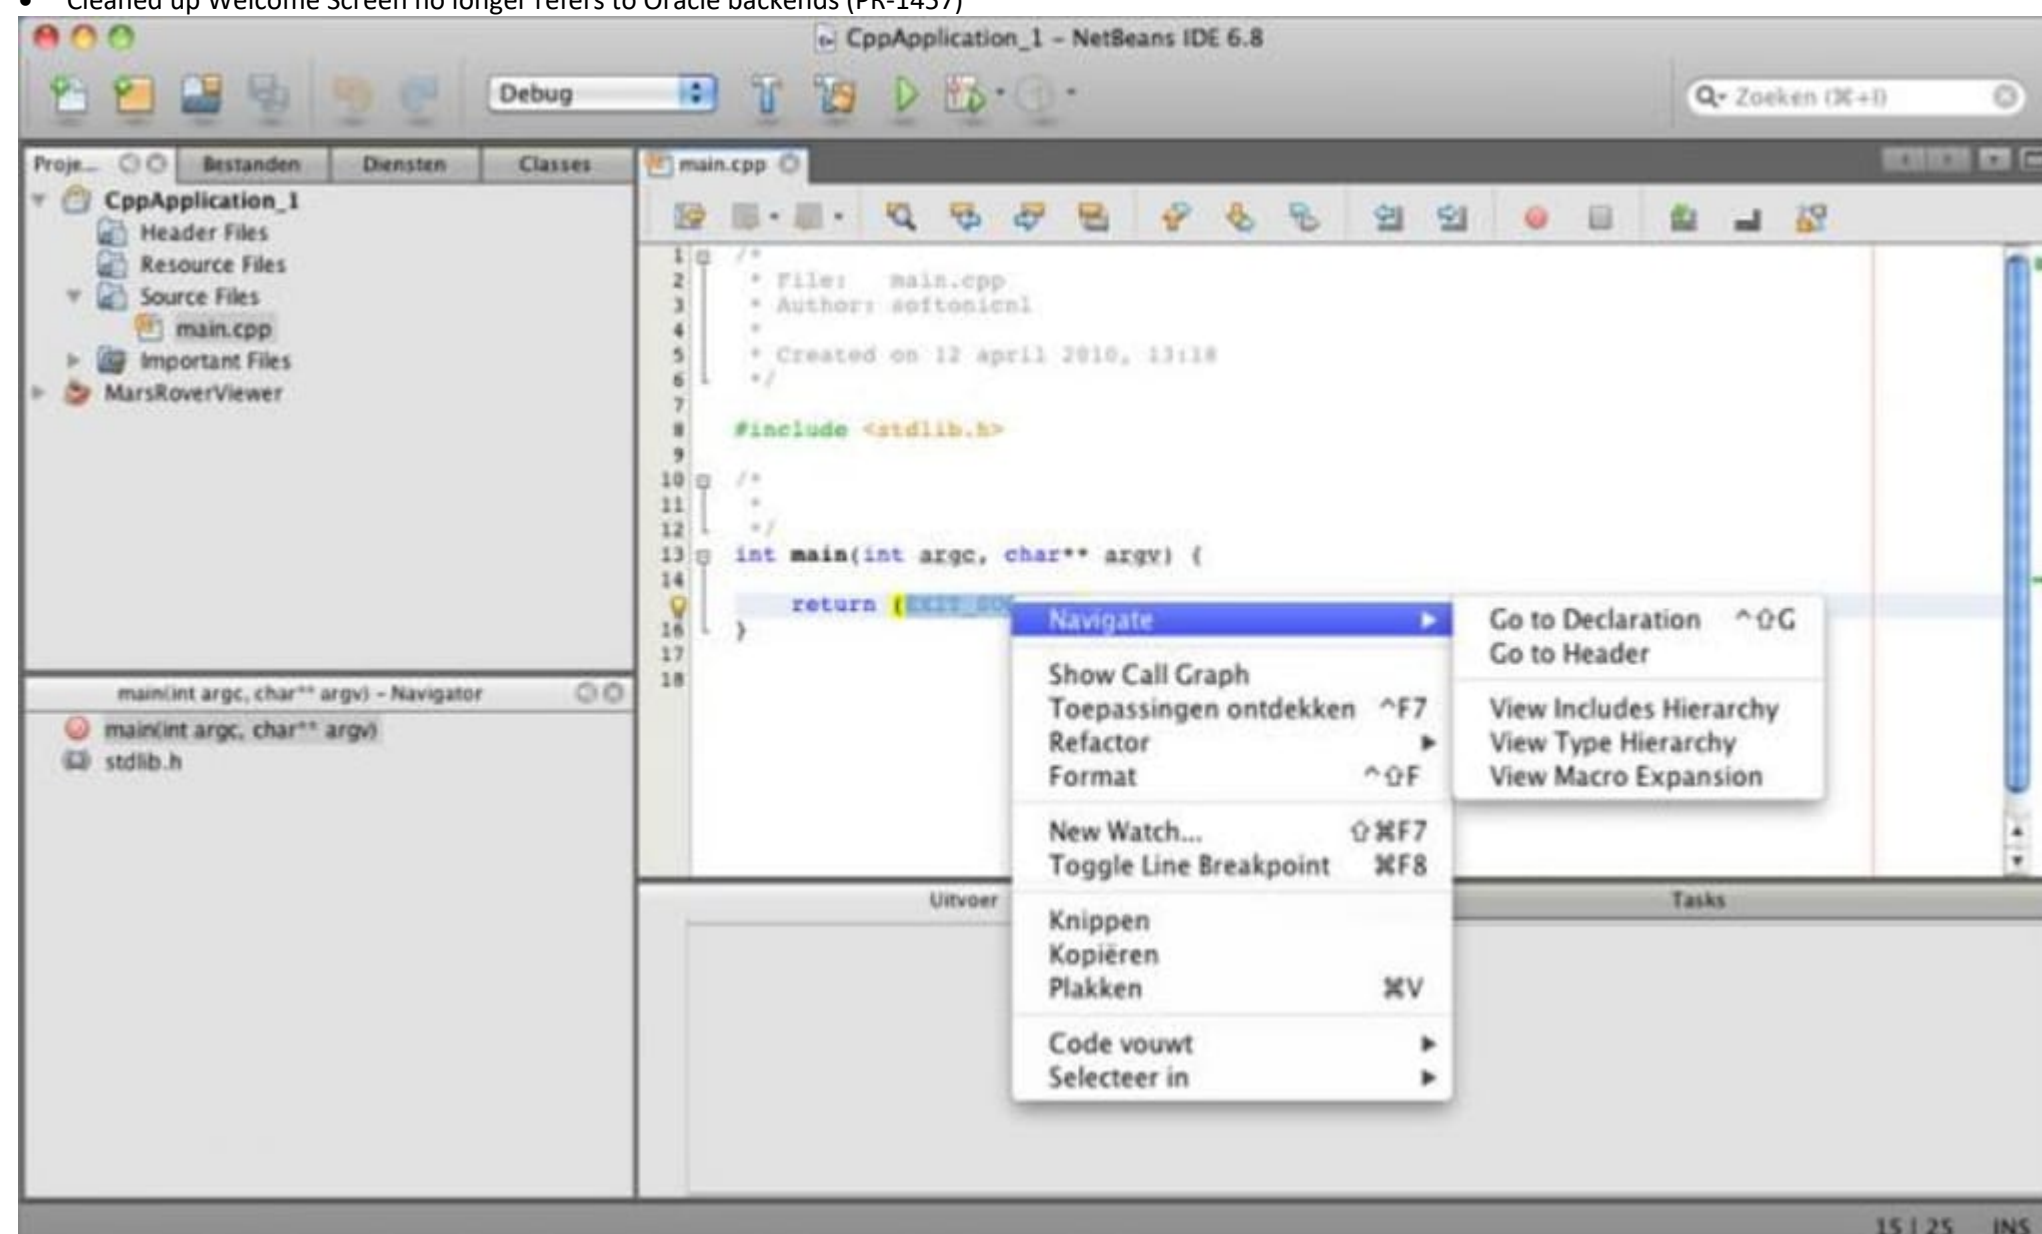 • Cleaned up Welcome Screen no longer refers to Oracle backends (PR-1437)
CppApplication_1 – NetBeans IDE 6.8
Debug
Zoeken (⌘+I)
Proje... Bestanden Diensten Classes
main.cpp
CppApplication_1
Header Files
Resource Files
Source Files
main.cpp
Important Files
MarsRoverViewer
1 /*
2 * File: main.cpp
3 * Author: softonicnl
4 *
5 * Created on 12 april 2010, 13:18
6 */
7
8 #include <stdlib.h>
9
10 /*
11 *
12 */
13 int main(int argc, char** argv) {
14
return (EXIT_SUC
16 }
17
18
main(int argc, char** argv) – Navigator
main(int argc, char** argv)
stdlib.h
Navigate
Show Call Graph
Toepassingen ontdekken ^F7
Refactor
Format ^⇧F
New Watch... ⇧⌘F7
Toggle Line Breakpoint ⌘F8
Knippen
Kopiëren
Plakken ⌘V
Code vouwt
Selecteer in
Go to Declaration ^⇧G
Go to Header
View Includes Hierarchy
View Type Hierarchy
View Macro Expansion
Uitvoer
Tasks
15 | 25 INS